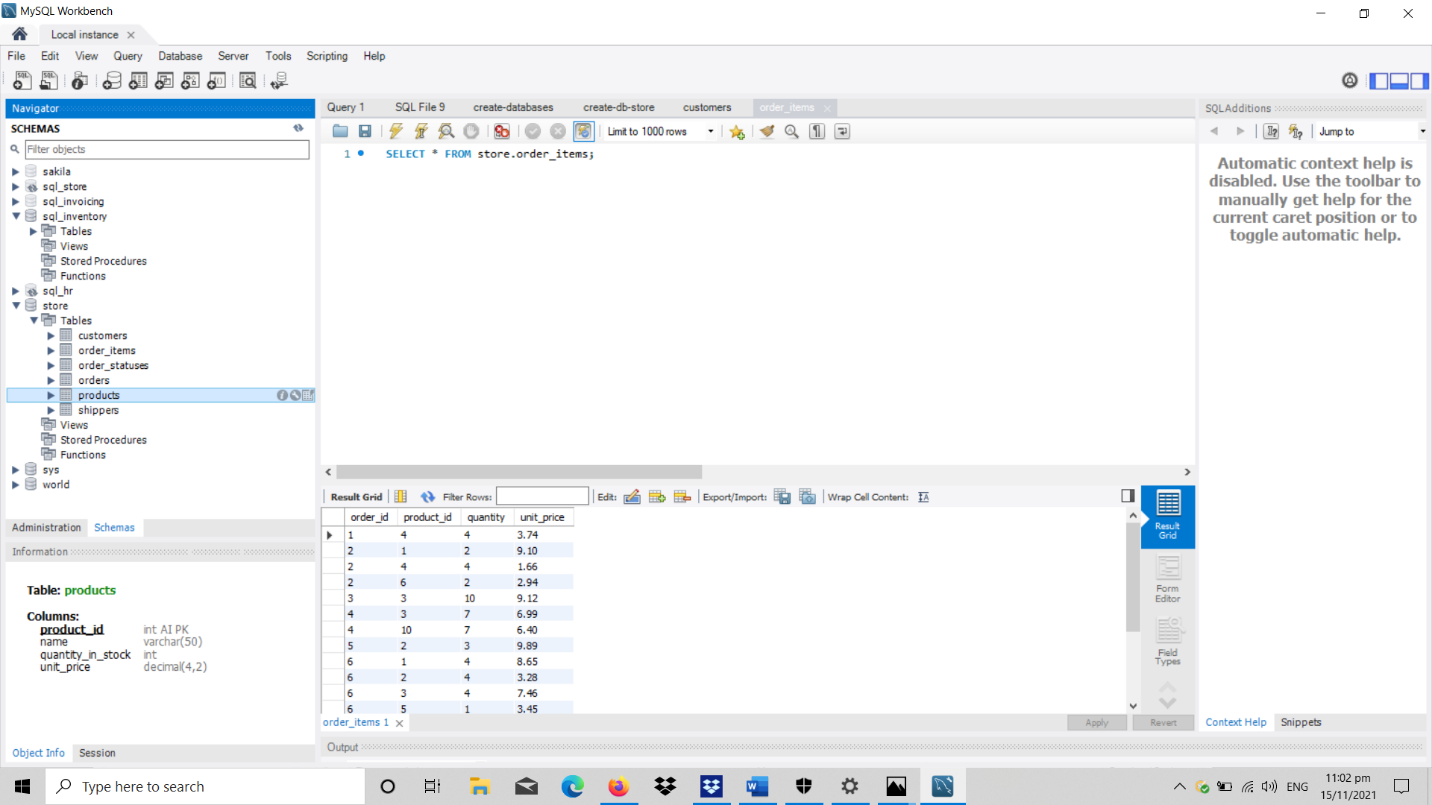 MySQL Workbench
Local instance
File Edit View Query Database Server Tools Scripting Help
Navigator
SCHEMAS
Filter objects
sakila
sql_store
sql_invoicing
sql_inventory
Tables
Views
Stored Procedures
Functions
sql_hr
store
Tables
customers
order_items
order_statuses
orders
products
shippers
Views
Stored Procedures
Functions
sys
world
Administration Schemas
Information
Table: products
Columns:
product_id int AI PK
name varchar(50)
quantity_in_stock int
unit_price decimal(4,2)
Object Info Session
Query 1 SQL File 9 create-databases create-db-store customers order_items
Limit to 1000 rows
1 SELECT * FROM store.order_items;
Result Grid Filter Rows: Edit: Export/Import: Wrap Cell Content:
order_id product_id quantity unit_price
1 4 4 3.74
2 1 2 9.10
2 4 4 1.66
2 6 2 2.94
3 3 10 9.12
4 3 7 6.99
4 10 7 6.40
5 2 3 9.89
6 1 4 8.65
6 2 4 3.28
6 3 4 7.46
6 5 1 3.45
Result
Grid
Form
Editor
Field
Types
order_items 1
Apply Revert
Output
SQLAdditions
Jump to
Automatic context help is
disabled. Use the toolbar to
manually get help for the
current caret position or to
toggle automatic help.
Context Help Snippets
Type here to search
ENG
11:02 pm
15/11/2021